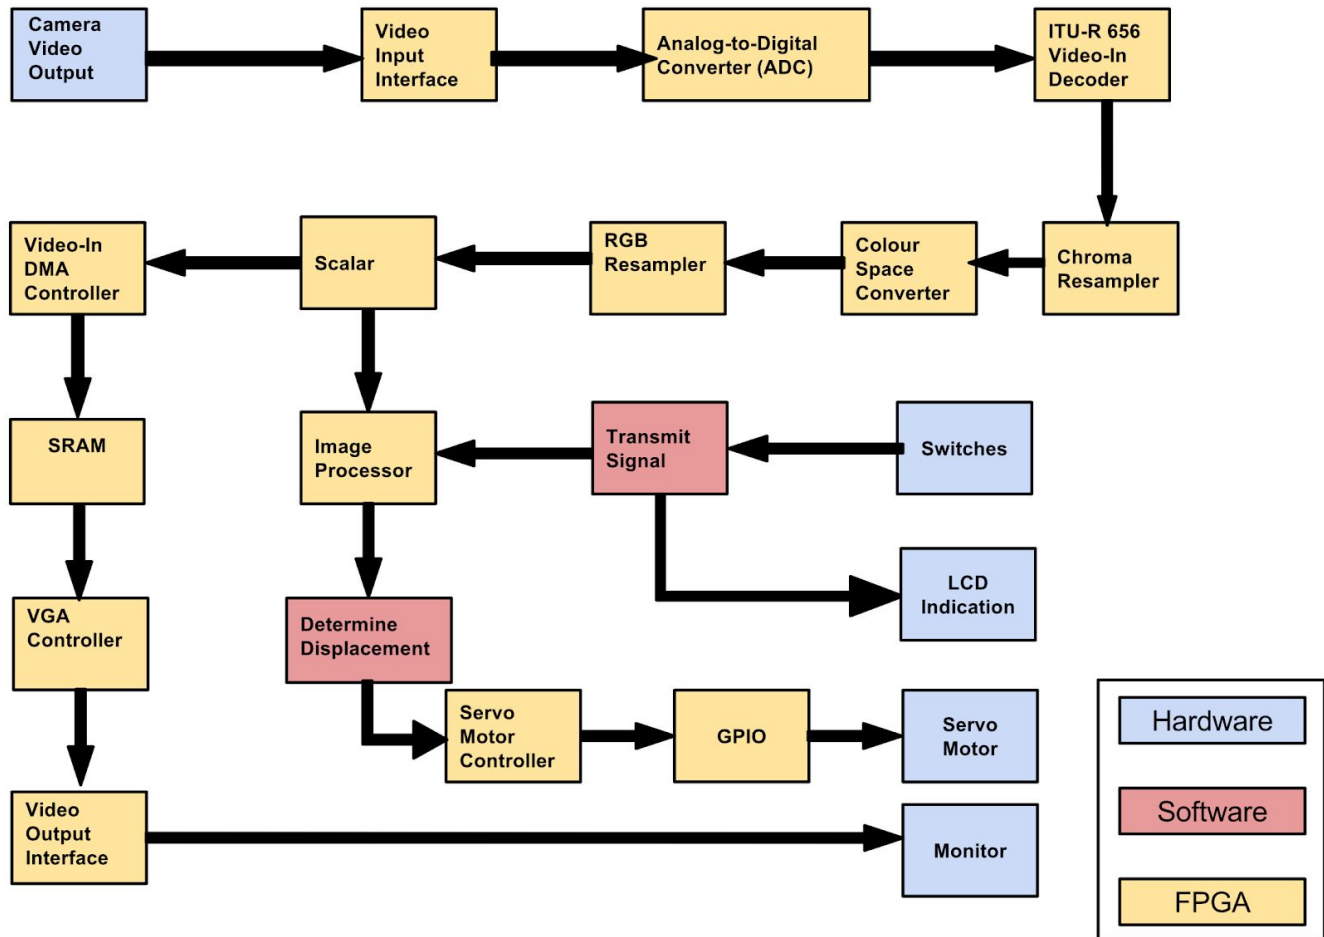 Camera
Video
Output
Video
Input
Interface
Analog-to-Digital
Converter (ADC)
ITU-R 656
Video-In
Decoder
Video-In
DMA
Controller
Scalar
RGB
Resampler
Colour
Space
Converter
Chroma
Resampler
SRAM
Image
Processor
Transmit
Signal
Switches
LCD
Indication
VGA
Controller
Determine
Displacement
Servo
Motor
Controller
GPIO
Servo
Motor
Video
Output
Interface
Monitor
Hardware
Software
FPGA